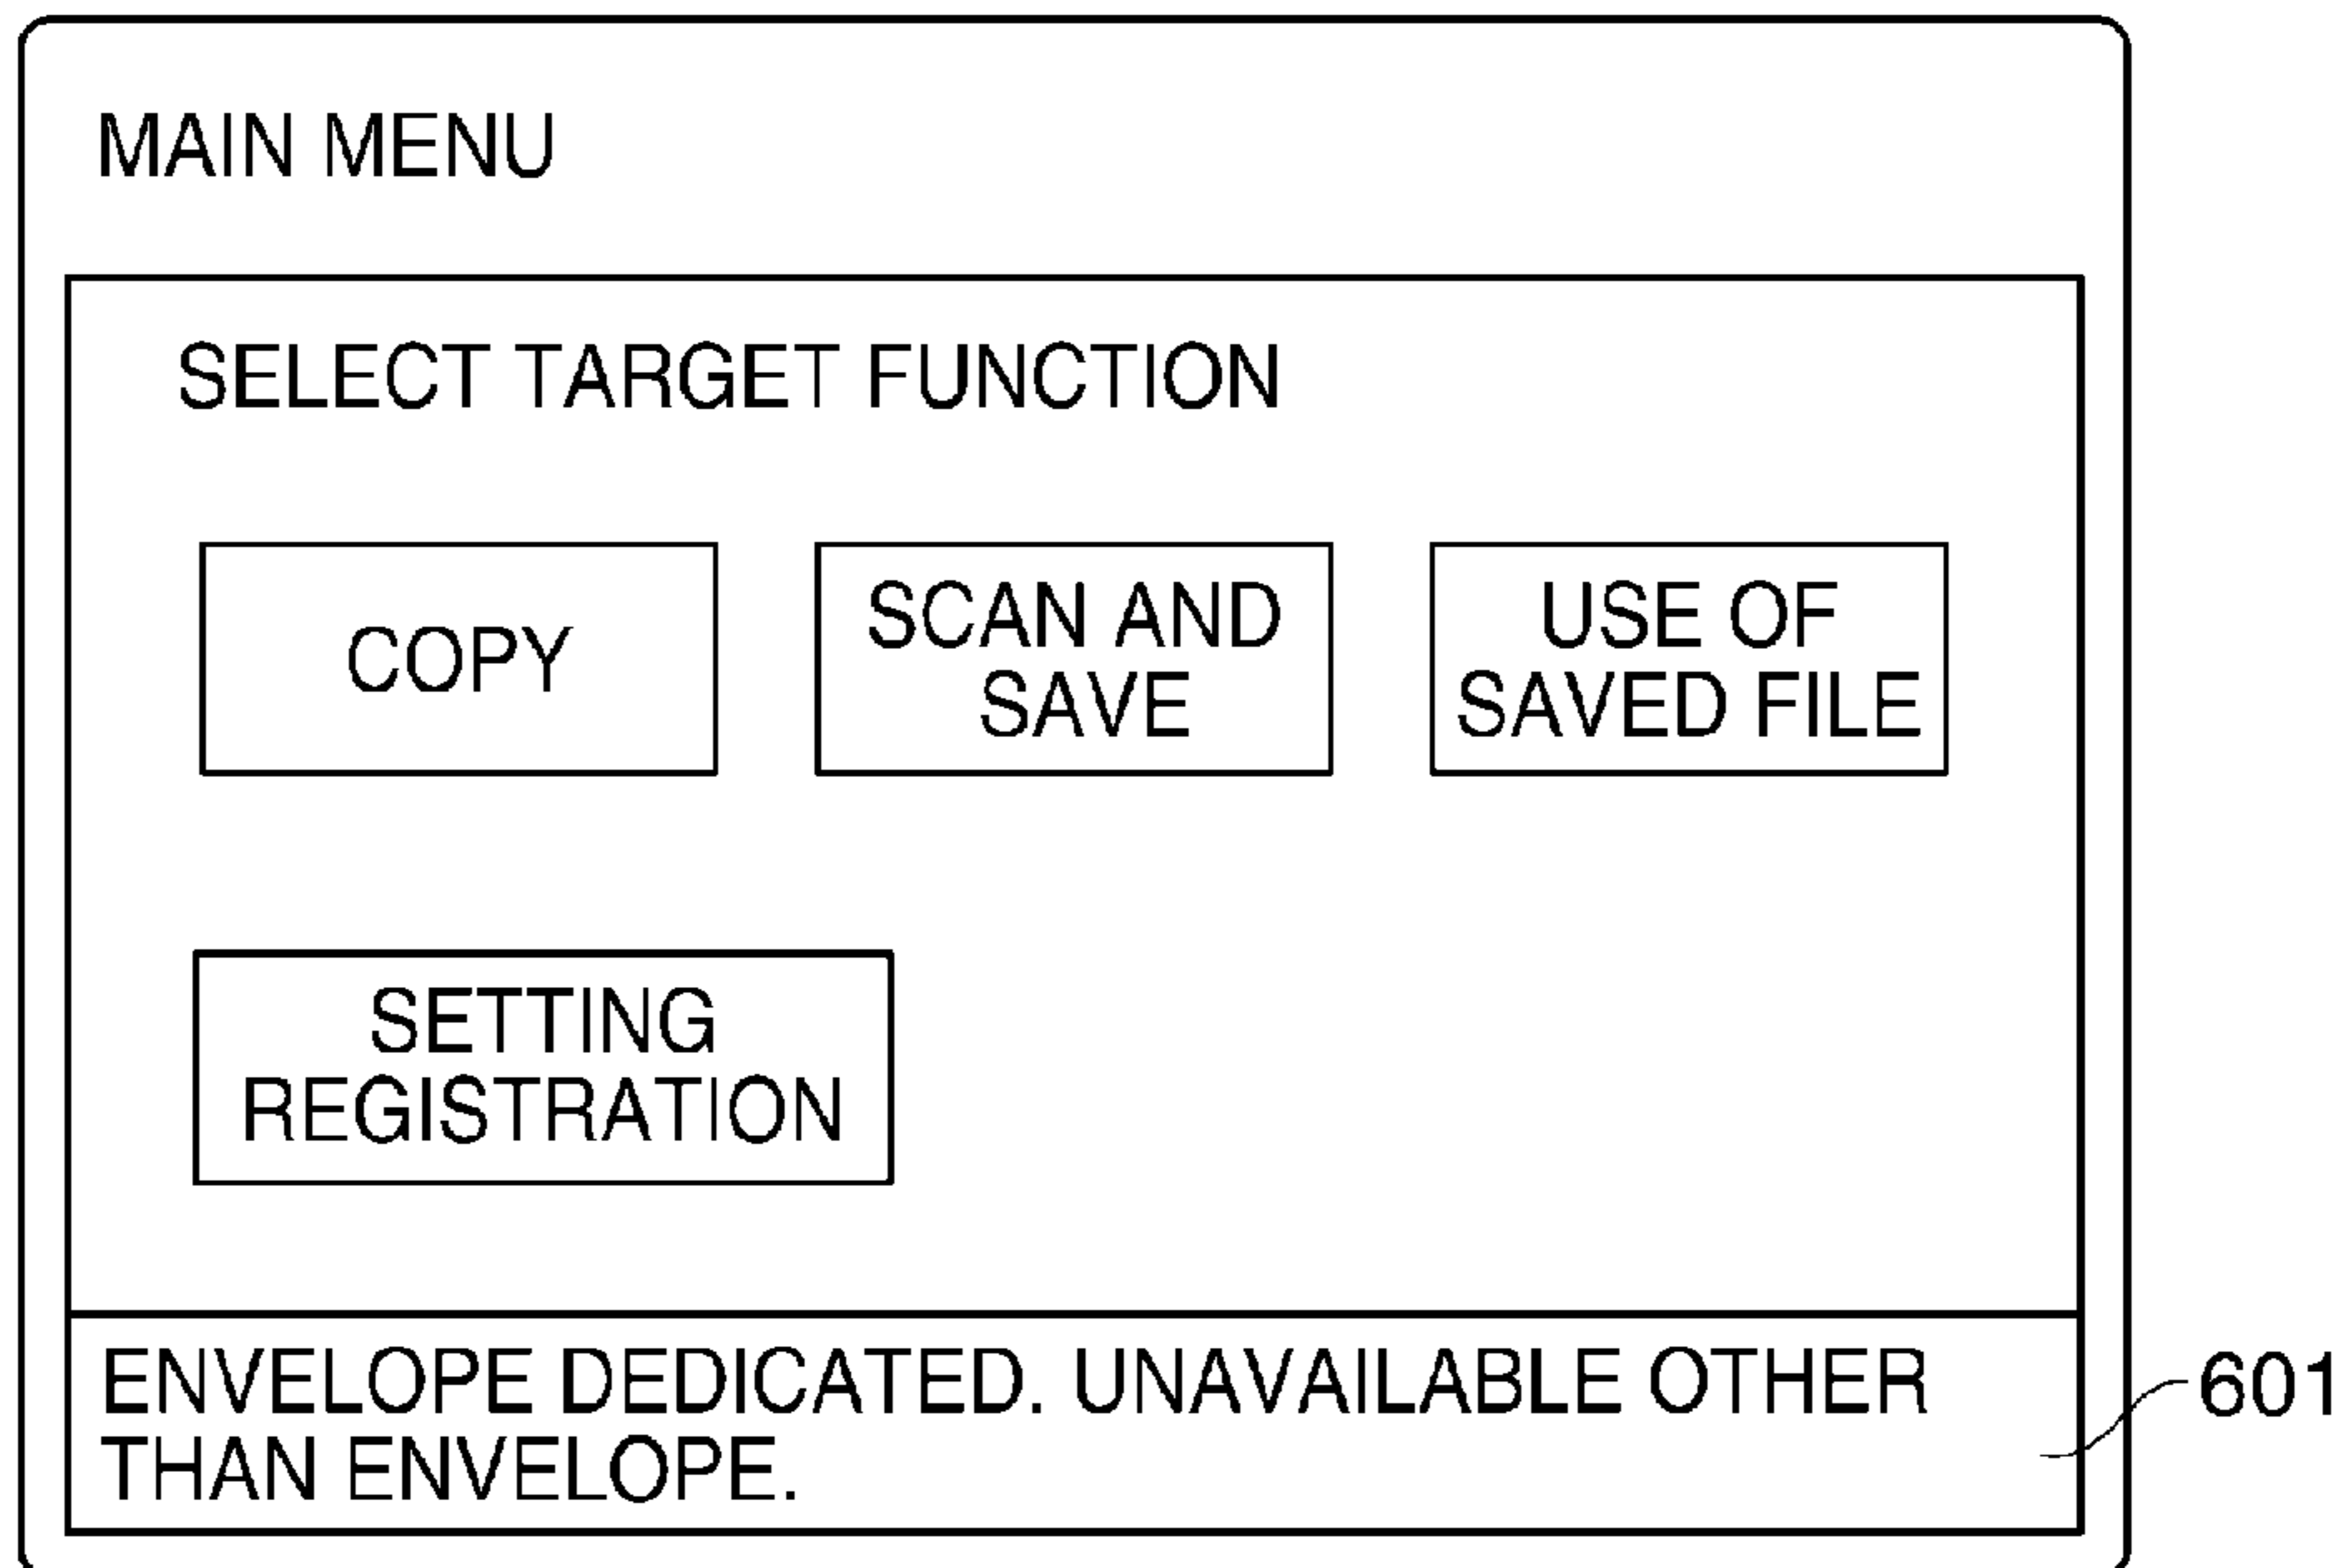 MAIN MENU
SELECT TARGET FUNCTION
COPY
SCAN AND
SAVE
USE OF
SAVED FILE
SETTING
REGISTRATION
ENVELOPE DEDICATED. UNAVAILABLE OTHER
THAN ENVELOPE.
601